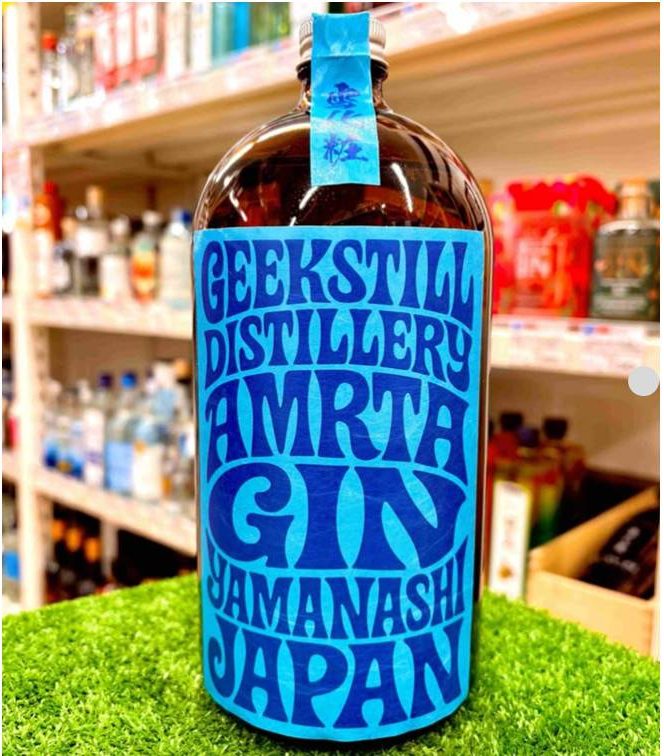 GEEKSTILL
DISTILLERY
AMRTA
GIN
YAMANASHI
JAPAN